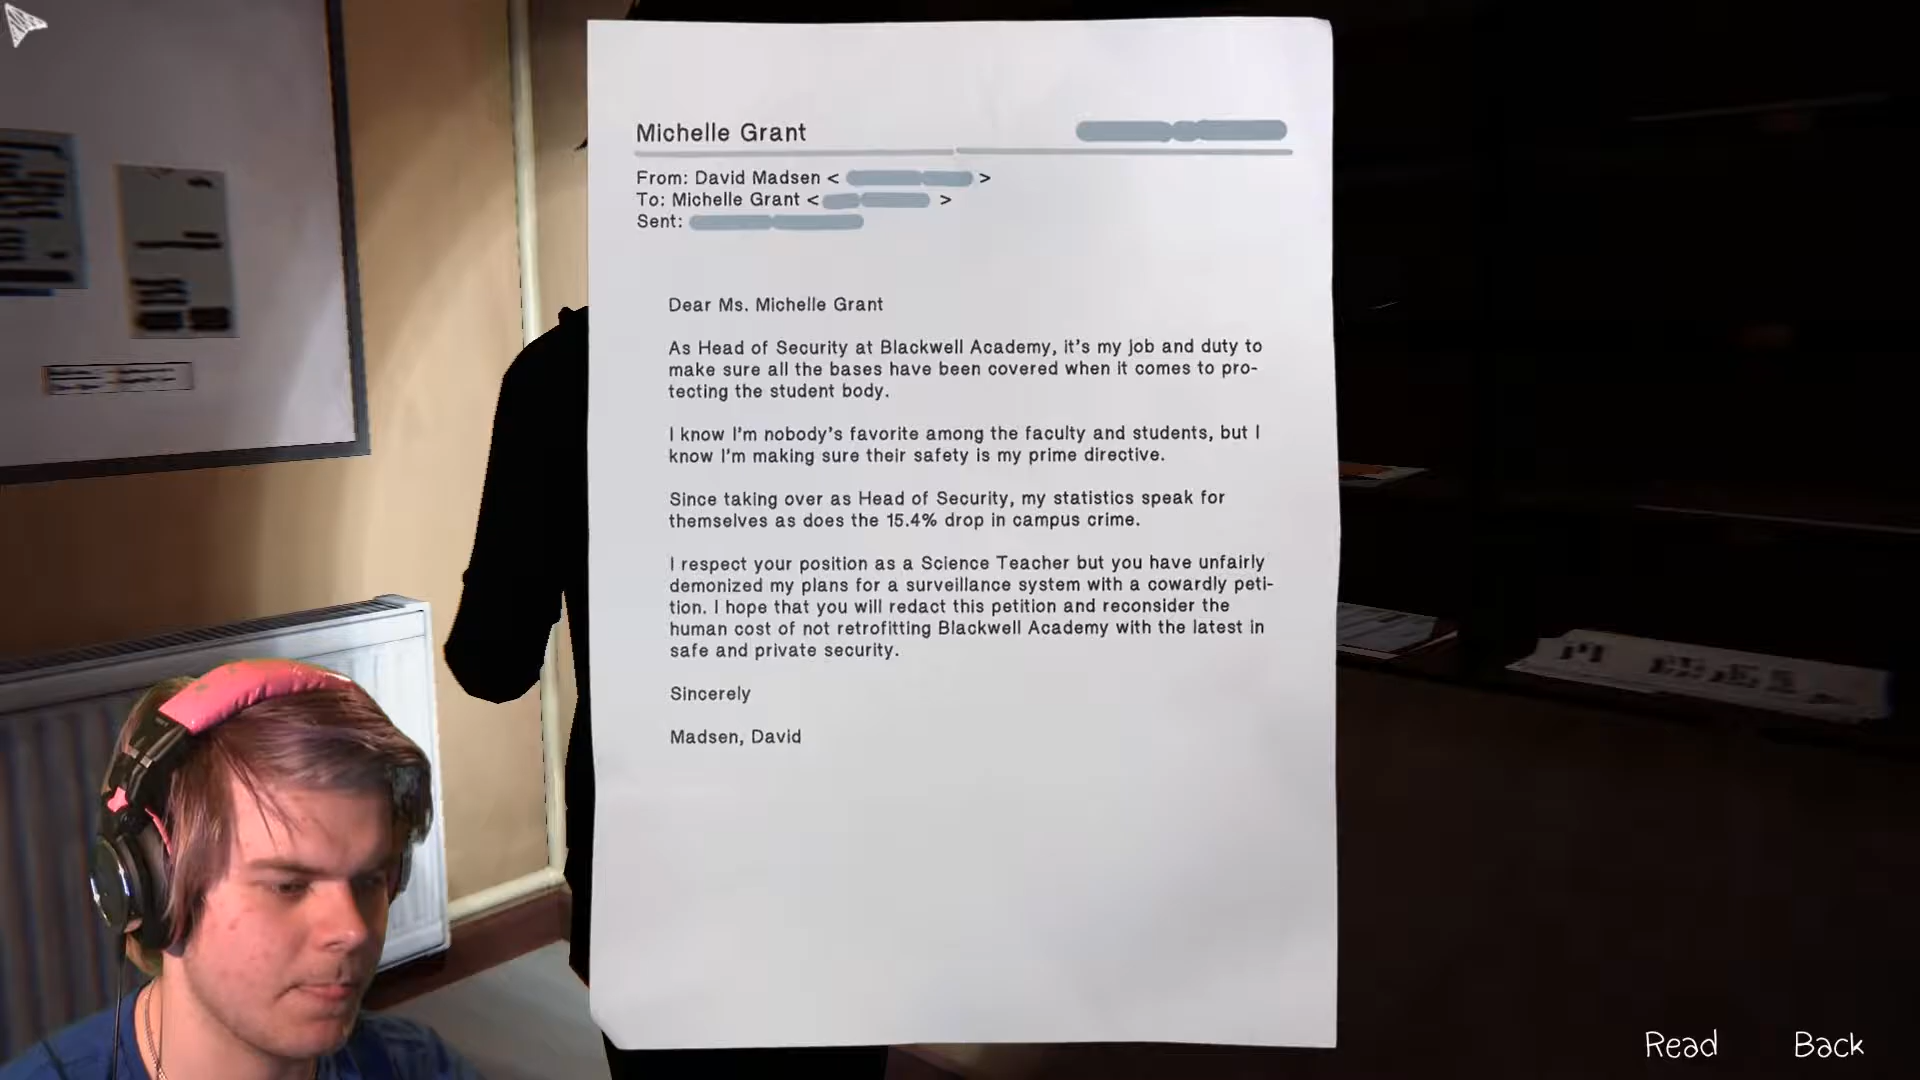 Michelle Grant
From: David Madsen < >
To: Michelle Grant < >
Sent:
Dear Ms. Michelle Grant
As Head of Security at Blackwell Academy, it's my job and duty to
make sure all the bases have been covered when it comes to pro-
tecting the student body.
I know I'm nobody's favorite among the faculty and students, but I
know I'm making sure their safety is my prime directive.
Since taking over as Head of Security, my statistics speak for
themselves as does the 15.4% drop in campus crime.
I respect your position as a Science Teacher but you have unfairly
demonized my plans for a surveillance system with a cowardly peti-
tion. I hope that you will redact this petition and reconsider the
human cost of not retrofitting Blackwell Academy with the latest in
safe and private security.
Sincerely
Madsen, David
Read Back